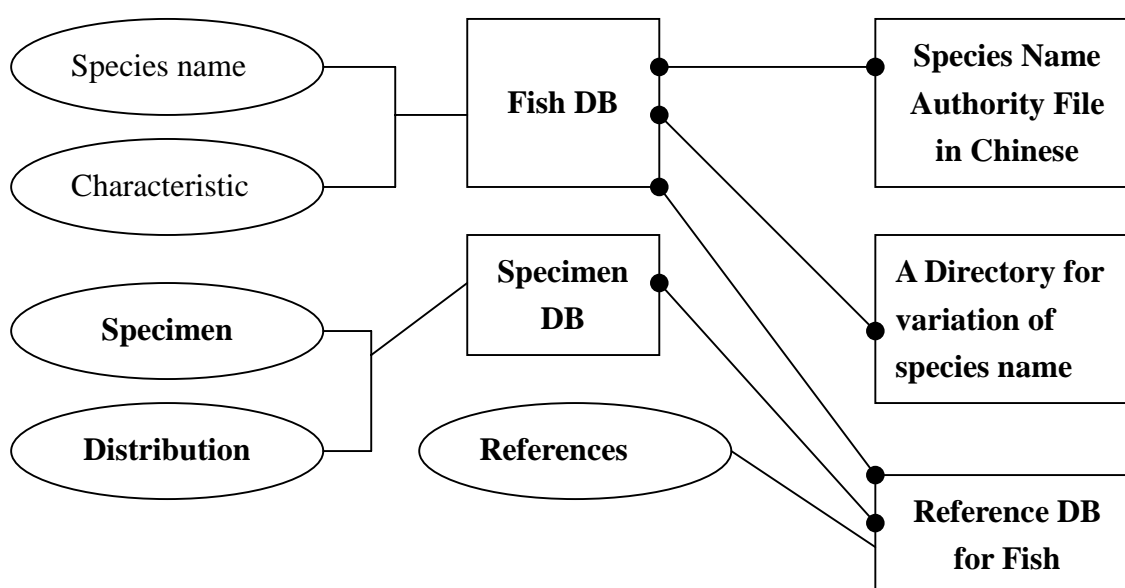 Species name
Characteristic
Fish DB
Species Name
Authority File
in Chinese
Specimen
Distribution
Specimen
DB
A Directory for
variation of
species name
References
Reference DB
for Fish